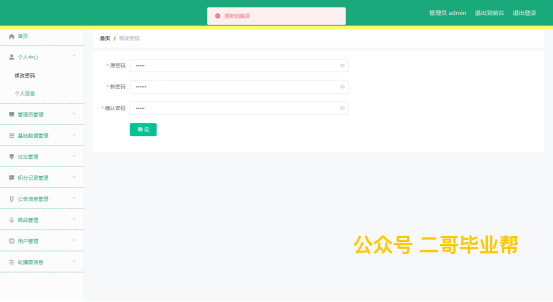 原密码错误
管理员 admin 退出到前台 退出登录
首页
个人中心
修改密码
个人信息
管理员管理
基础数据管理
论坛管理
积分记录管理
公告信息管理
商品管理
用户管理
轮播图信息
首页 / 修改密码
* 原密码 •••••
* 新密码 ••••••
* 确认密码 •••••
确 定
公众号 二哥毕业帮